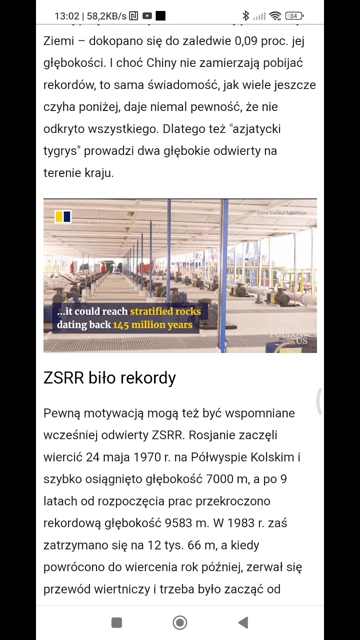 13:02 | 58,2KB/s
34
Ziemi – dokopano się do zaledwie 0,09 proc. jej
głębokości. I choć Chiny nie zamierzają pobijać
rekordów, to sama świadomość, jak wiele jeszcze
czyha poniżej, daje niemal pewność, że nie
odkryto wszystkiego. Dlatego też "azjatycki
tygrys" prowadzi dwa głębokie odwierty na
terenie kraju.
...it could reach stratified rocks
dating back 145 million years
FOLLOW
US
ZSRR biło rekordy
Pewną motywacją mogą też być wspomniane
wcześniej odwierty ZSRR. Rosjanie zaczęli
wiercić 24 maja 1970 r. na Półwyspie Kolskim i
szybko osiągnięto głębokość 7000 m, a po 9
latach od rozpoczęcia prac przekroczono
rekordową głębokość 9583 m. W 1983 r. zaś
zatrzymano się na 12 tys. 66 m, a kiedy
powrócono do wiercenia rok później, zerwał się
przewód wiertniczy i trzeba było zacząć od